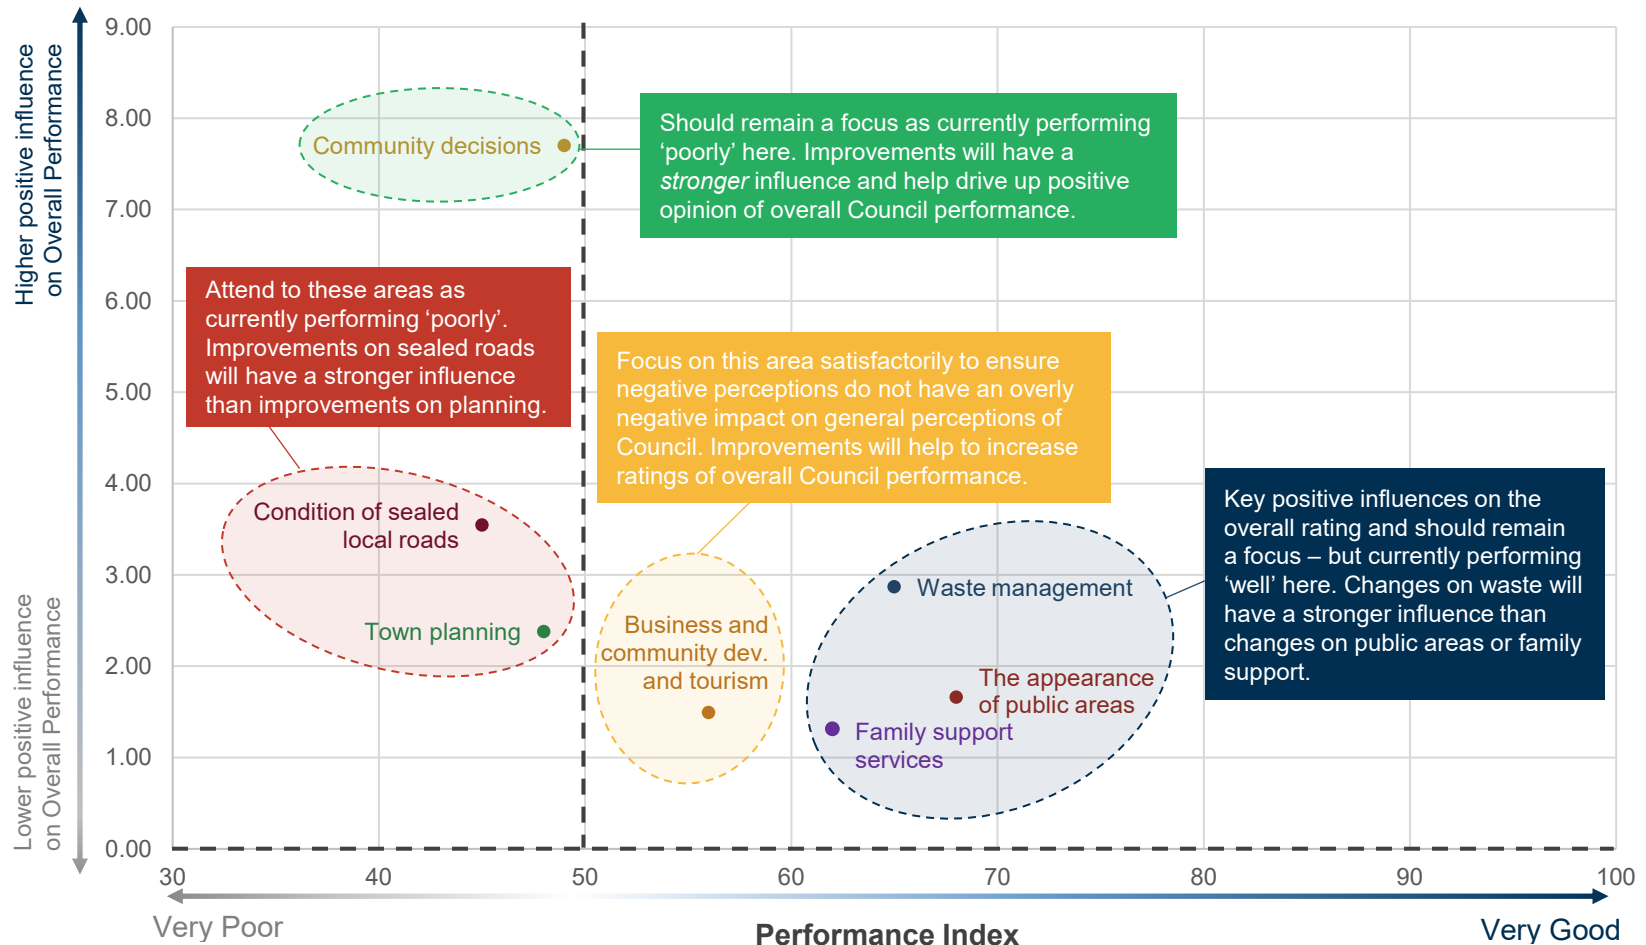 Higher positive influence
on Overall Performance
Lower positive influence
on Overall Performance
9.00
8.00
7.00
6.00
5.00
4.00
3.00
2.00
1.00
0.00
Community decisions
Should remain a focus as currently performing
‘poorly’ here. Improvements will have a
stronger influence and help drive up positive
opinion of overall Council performance.
Attend to these areas as
currently performing ‘poorly’.
Improvements on sealed roads
will have a stronger influence
than improvements on planning.
Focus on this area satisfactorily to ensure
negative perceptions do not have an overly
negative impact on general perceptions of
Council. Improvements will help to increase
ratings of overall Council performance.
Key positive influences on the
overall rating and should remain
a focus – but currently performing
‘well’ here. Changes on waste will
have a stronger influence than
changes on public areas or family
support.
Condition of sealed
local roads
Town planning
Business and
community dev.
and tourism
Waste management
The appearance
of public areas
Family support
services
30
40
50
60
70
80
90
100
Very Poor
Performance Index
Very Good